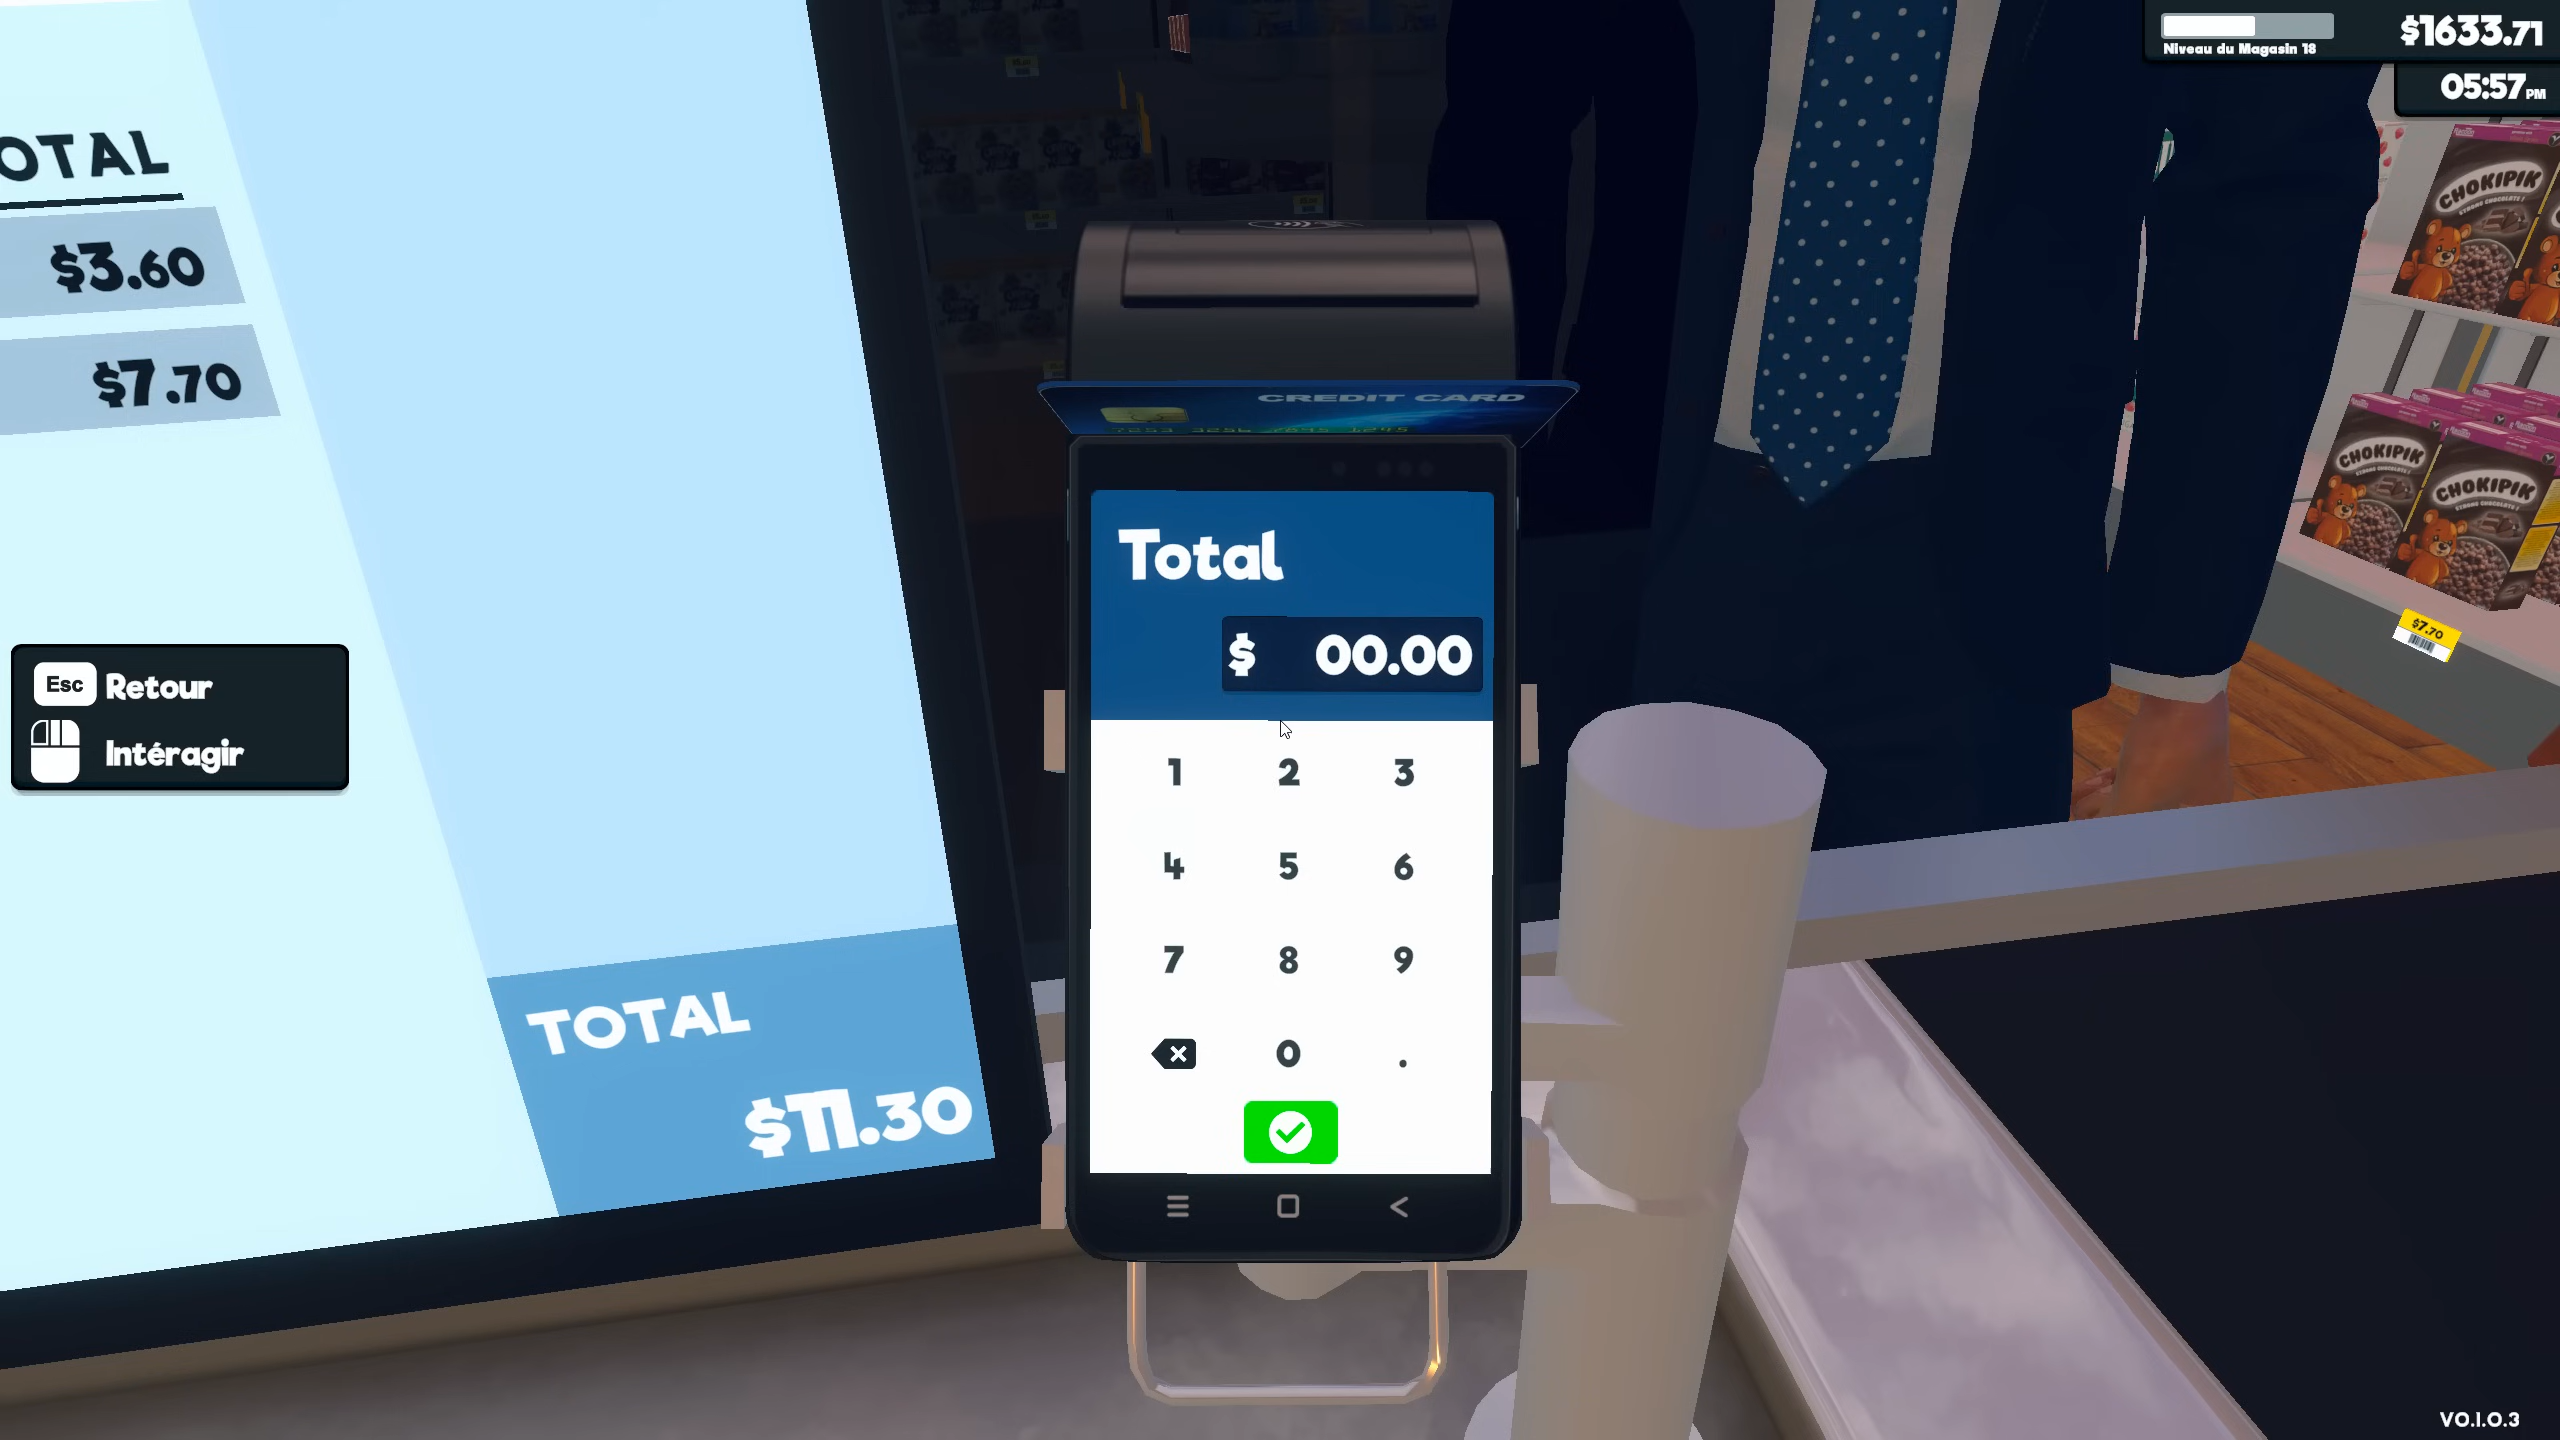 OTAL
$3.60
$7.70
TOTAL
$11.30
Esc Retour
Intéragir
CREDIT CARD
Total
$ 00.00
1 2 3
4 5 6
7 8 9
0 .
Niveau du Magasin 18
$1633.71
05:57 PM
CHOKIPIK
STRONG CHOCOLATE !
CHOKIPIK
CHOKIPIK
$7.70
V0.1.0.3